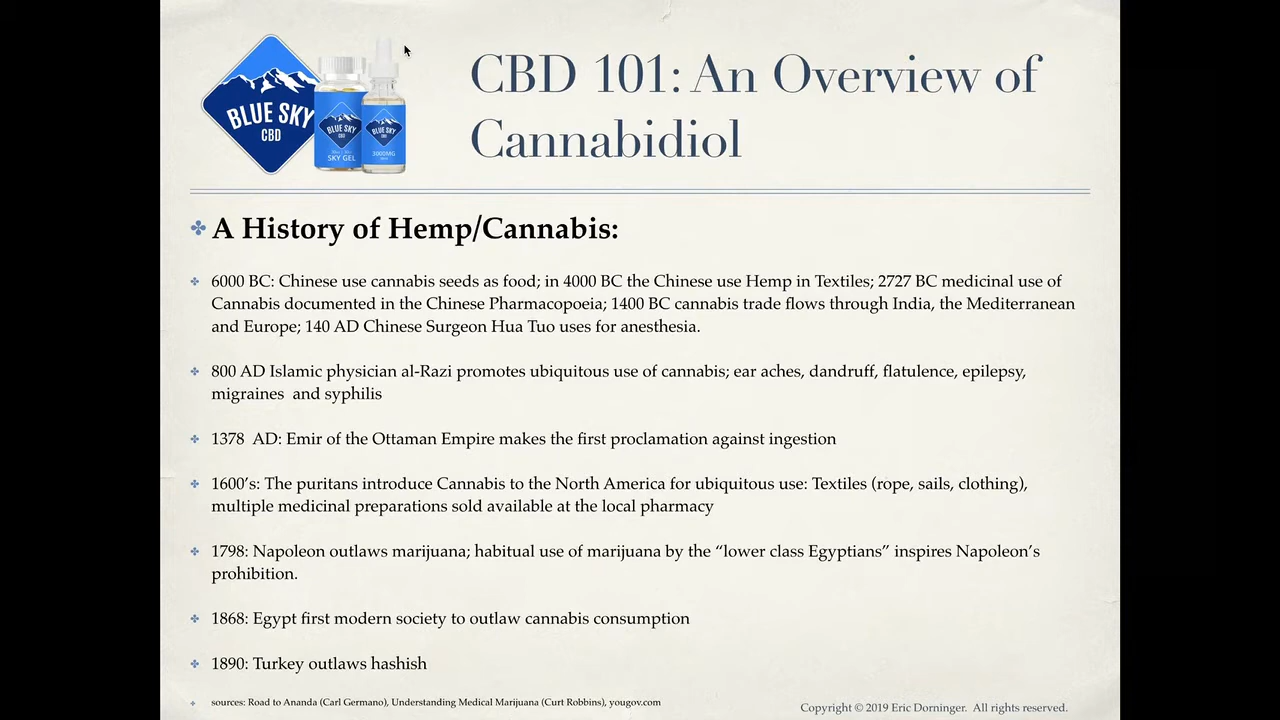 CBD 101: An Overview of
Cannabidiol
BLUE SKY
CBD
BLUE SKY
CBD
SKY GEL
BLUE SKY
CBD
3000MG
A History of Hemp/Cannabis:
6000 BC: Chinese use cannabis seeds as food; in 4000 BC the Chinese use Hemp in Textiles; 2727 BC medicinal use of
Cannabis documented in the Chinese Pharmacopoeia; 1400 BC cannabis trade flows through India, the Mediterranean
and Europe; 140 AD Chinese Surgeon Hua Tuo uses for anesthesia.
800 AD Islamic physician al-Razi promotes ubiquitous use of cannabis; ear aches, dandruff, flatulence, epilepsy,
migraines  and syphilis
1378  AD: Emir of the Ottaman Empire makes the first proclamation against ingestion
1600's: The puritans introduce Cannabis to the North America for ubiquitous use: Textiles (rope, sails, clothing),
multiple medicinal preparations sold available at the local pharmacy
1798: Napoleon outlaws marijuana; habitual use of marijuana by the “lower class Egyptians” inspires Napoleon’s
prohibition.
1868: Egypt first modern society to outlaw cannabis consumption
1890: Turkey outlaws hashish
sources: Road to Ananda (Carl Germano), Understanding Medical Marijuana (Curt Robbins), yougov.com
Copyright © 2019 Eric Dorninger.  All rights reserved.